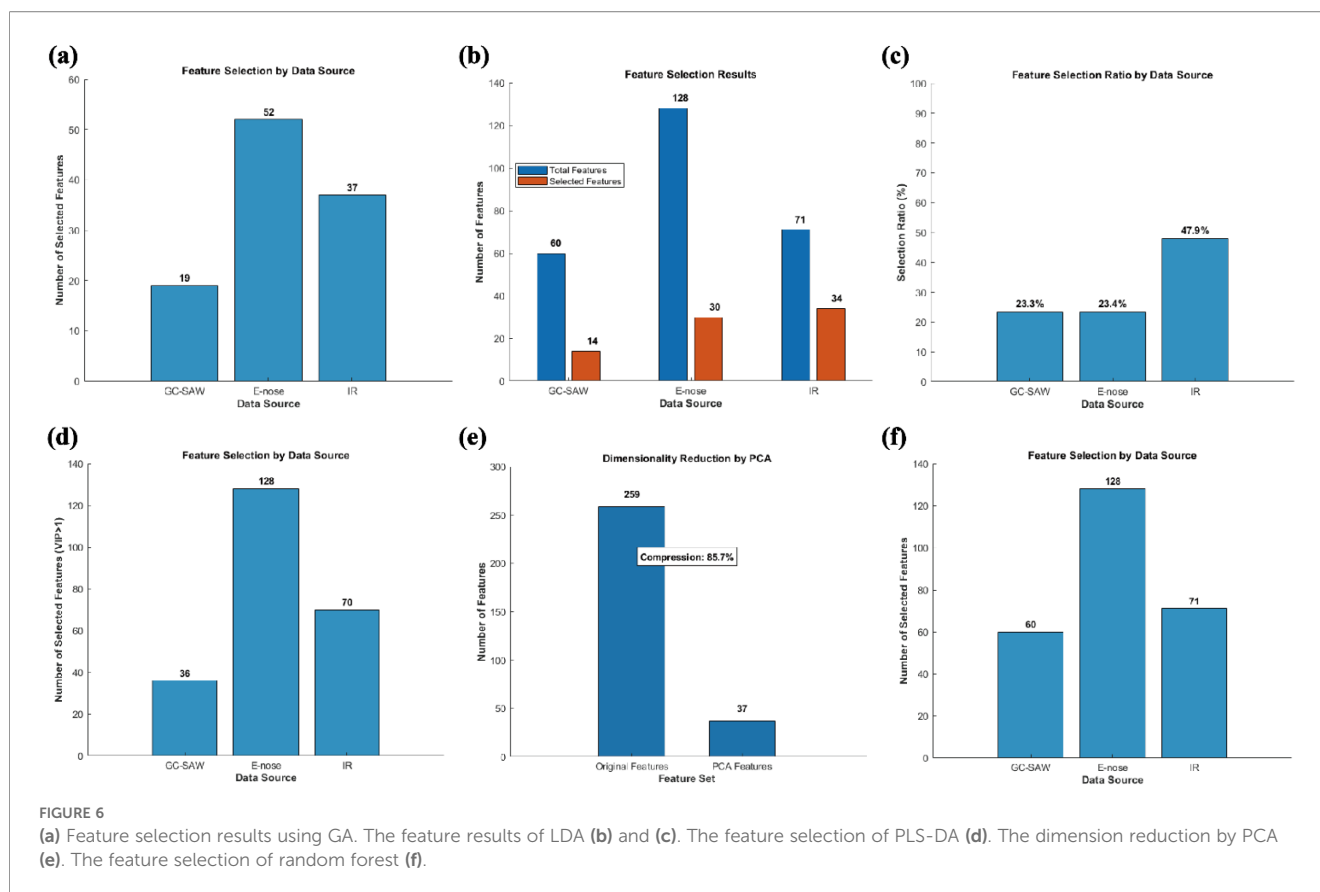 (a)
Feature Selection by Data Source
Number of Selected Features
60
50
40
30
20
10
0
19
52
37
GC-SAW
E-nose
IR
Data Source
(b)
Feature Selection Results
Number of Features
140
120
100
80
60
40
20
0
Total Features
Selected Features
60
14
128
30
71
34
GC-SAW
E-nose
IR
Data Source
(c)
Feature Selection Ratio by Data Source
Selection Ratio (%)
100
90
80
70
60
50
40
30
20
10
0
23.3%
23.4%
47.9%
GC-SAW
E-nose
IR
Data Source
(d)
Feature Selection by Data Source
Number of Selected Features (VIP>1)
140
120
100
80
60
40
20
0
36
128
70
GC-SAW
E-nose
IR
Data Source
(e)
Dimensionality Reduction by PCA
Number of Features
300
250
200
150
100
50
0
259
Compression: 85.7%
37
Original Features
PCA Features
Feature Set
(f)
Feature Selection by Data Source
Number of Selected Features
140
120
100
80
60
40
20
0
60
128
71
GC-SAW
E-nose
IR
Data Source
FIGURE 6
(a) Feature selection results using GA. The feature results of LDA (b) and (c). The feature selection of PLS-DA (d). The dimension reduction by PCA
(e). The feature selection of random forest (f).